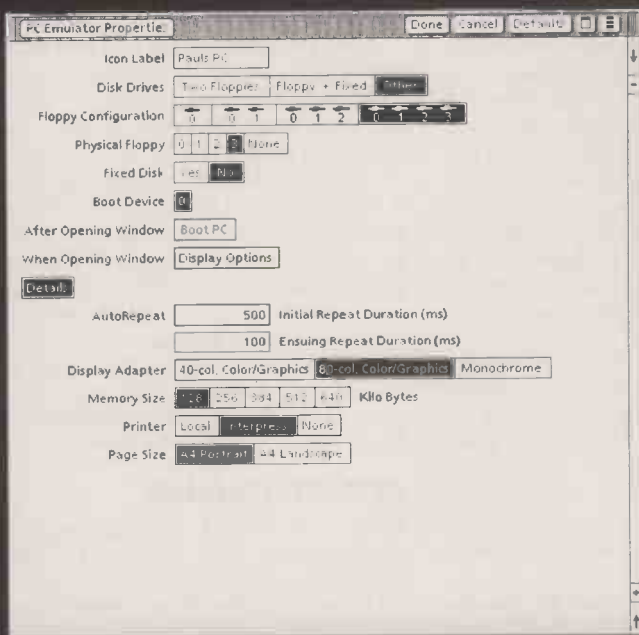 PC Emulator Properties Done Cancel Defaults
Icon Label Pauls PC
Disk Drives Two Floppies Floppy + Fixed Other
Floppy Configuration 0 0 1 0 1 2 0 1 2 3
Physical Floppy 0 1 2 3 None
Fixed Disk Yes No
Boot Device 0
After Opening Window Boot PC
When Opening Window Display Options
Details
AutoRepeat 500 Initial Repeat Duration (ms)
100 Ensuing Repeat Duration (ms)
Display Adapter 40-col, Color/Graphics 80-col, Color/Graphics Monochrome
Memory Size 128 256 384 512 640 Kilo Bytes
Printer Local Interpress None
Page Size A4 Portrait A4 Landscape